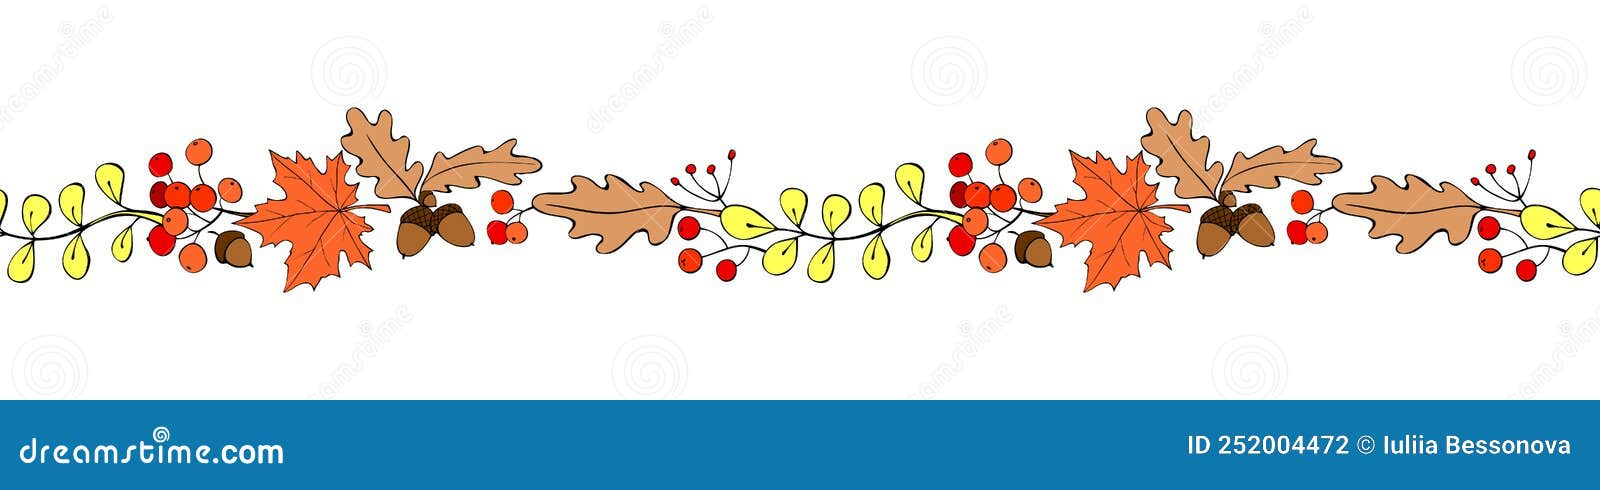 dreamstime.com
ID 252004472 © Iuliia Bessonova